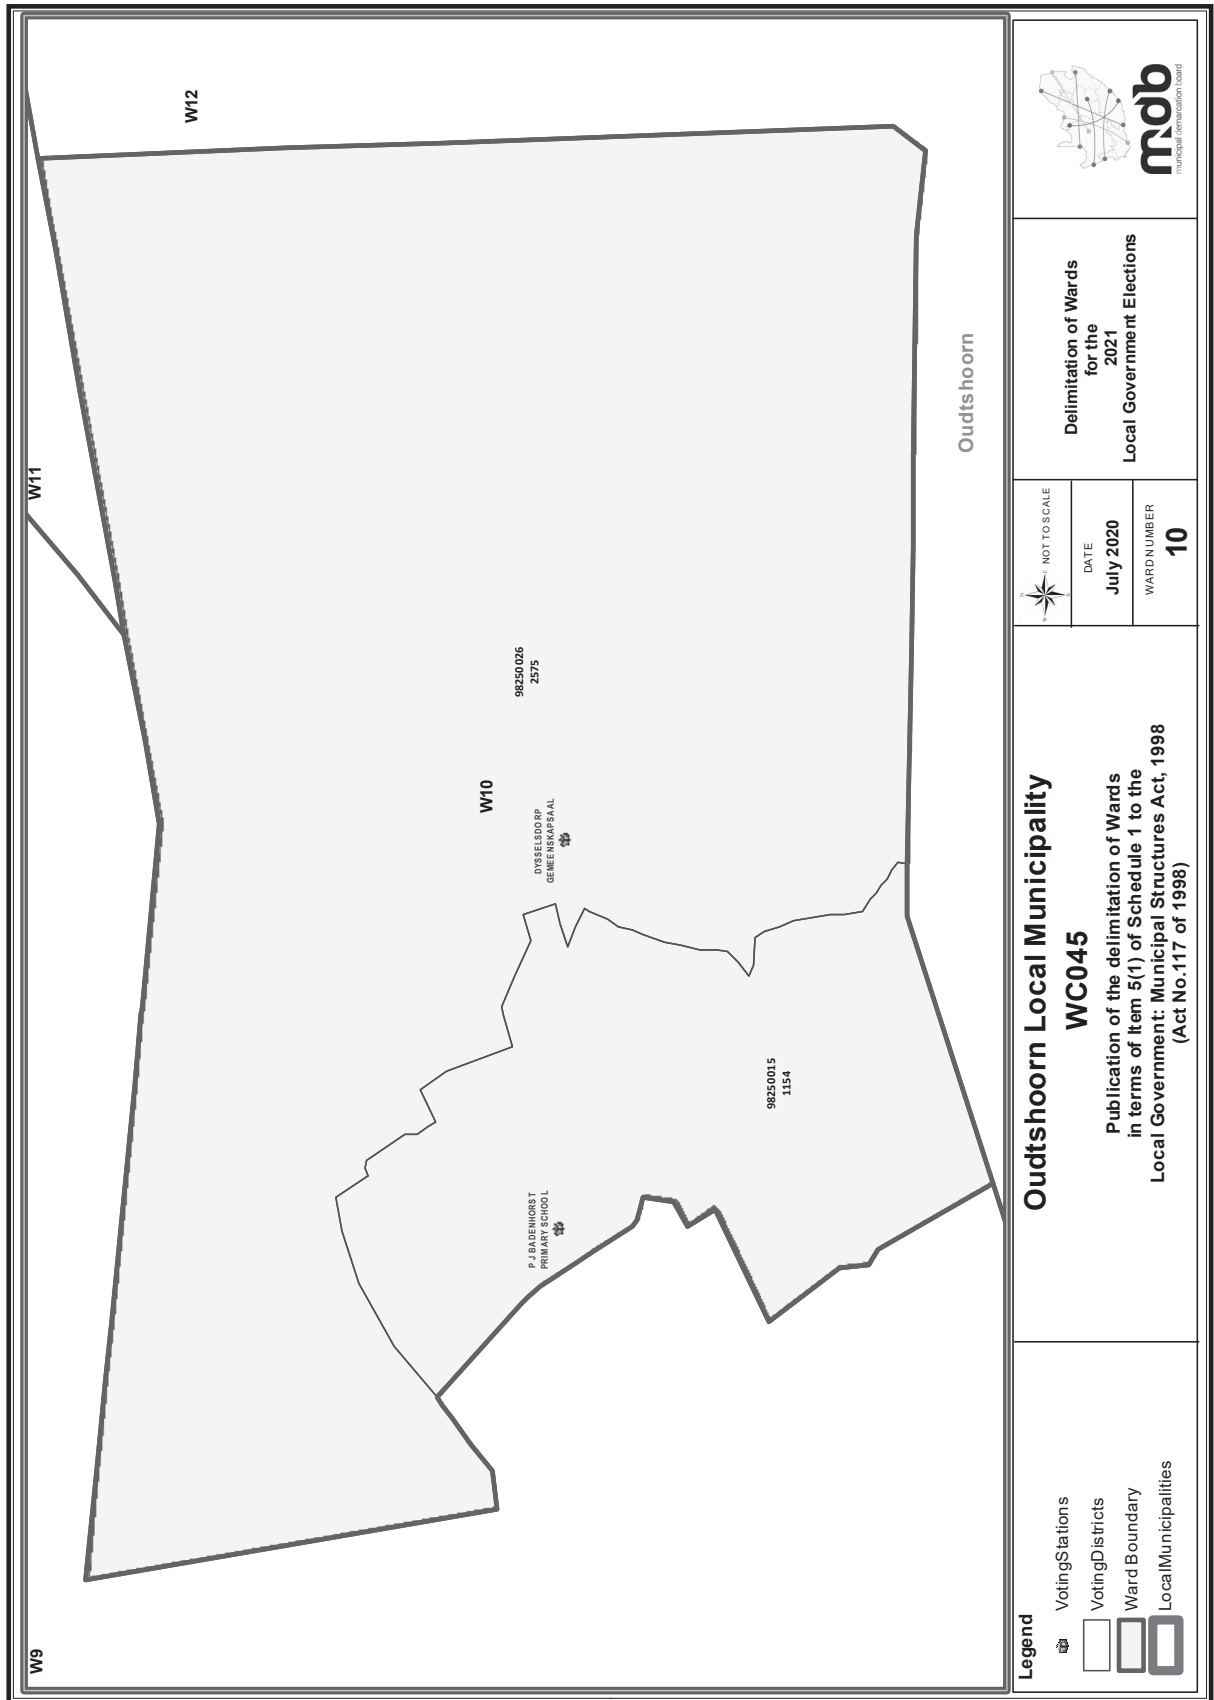 W9
W11
W12
W10
98250026
2575
DYSSELSDORP
GEMEENSKAPSAAL
P J BADENHORST
PRIMARY SCHOOL
98250015
1154
Oudtshoorn
Legend
VotingStations
VotingDistricts
Ward Boundary
LocalMunicipalities
Oudtshoorn Local Municipality
WC045
Publication of the delimitation of Wards
in terms of Item 5(1) of Schedule 1 to the
Local Government: Municipal Structures Act, 1998
(Act No.117 of 1998)
N
W E
S
NOT TO SCALE
DATE
July 2020
WARD NUMBER
10
Delimitation of Wards
for the
2021
Local Government Elections
mdb
municipal demarcation board